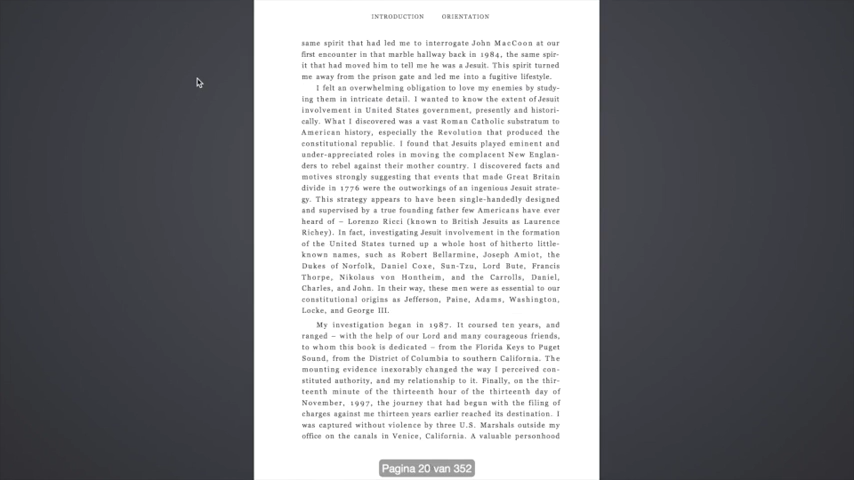 INTRODUCTION ORIENTATION
same spirit that had led me to interrogate John MacCoon at our
first encounter in that marble hallway back in 1984, the same spir-
it that had moved him to tell me he was a Jesuit. This spirit turned
me away from the prison gate and led me into a fugitive lifestyle.
I felt an overwhelming obligation to love my enemies by study-
ing them in intricate detail. I wanted to know the extent of Jesuit
involvement in United States government, presently and histori-
cally. What I discovered was a vast Roman Catholic substratum to
American history, especially the Revolution that produced the
constitutional republic. I found that Jesuits played eminent and
under-appreciated roles in moving the complacent New Englan-
ders to rebel against their mother country. I discovered facts and
motives strongly suggesting that events that made Great Britain
divide in 1776 were the outworkings of an ingenious Jesuit strate-
gy. This strategy appears to have been single-handedly designed
and supervised by a true founding father few Americans have ever
heard of – Lorenzo Ricci (known to British Jesuits as Laurence
Richey). In fact, investigating Jesuit involvement in the formation
of the United States turned up a whole host of hitherto little-
known names, such as Robert Bellarmine, Joseph Amiot, the
Dukes of Norfolk, Daniel Coxe, Sun-Tzu, Lord Bute, Francis
Thorpe, Nikolaus von Hontheim, and the Carrolls, Daniel,
Charles, and John. In their way, these men were as essential to our
constitutional origins as Jefferson, Paine, Adams, Washington,
Locke, and George III.
My investigation began in 1987. It coursed ten years, and
ranged – with the help of our Lord and many courageous friends,
to whom this book is dedicated – from the Florida Keys to Puget
Sound, from the District of Columbia to southern California. The
mounting evidence inexorably changed the way I perceived con-
stituted authority, and my relationship to it. Finally, on the thir-
teenth minute of the thirteenth hour of the thirteenth day of
November, 1997, the journey that had begun with the filing of
charges against me thirteen years earlier reached its destination. I
was captured without violence by three U.S. Marshals outside my
office on the canals in Venice, California. A valuable personhood
Pagina 20 van 352